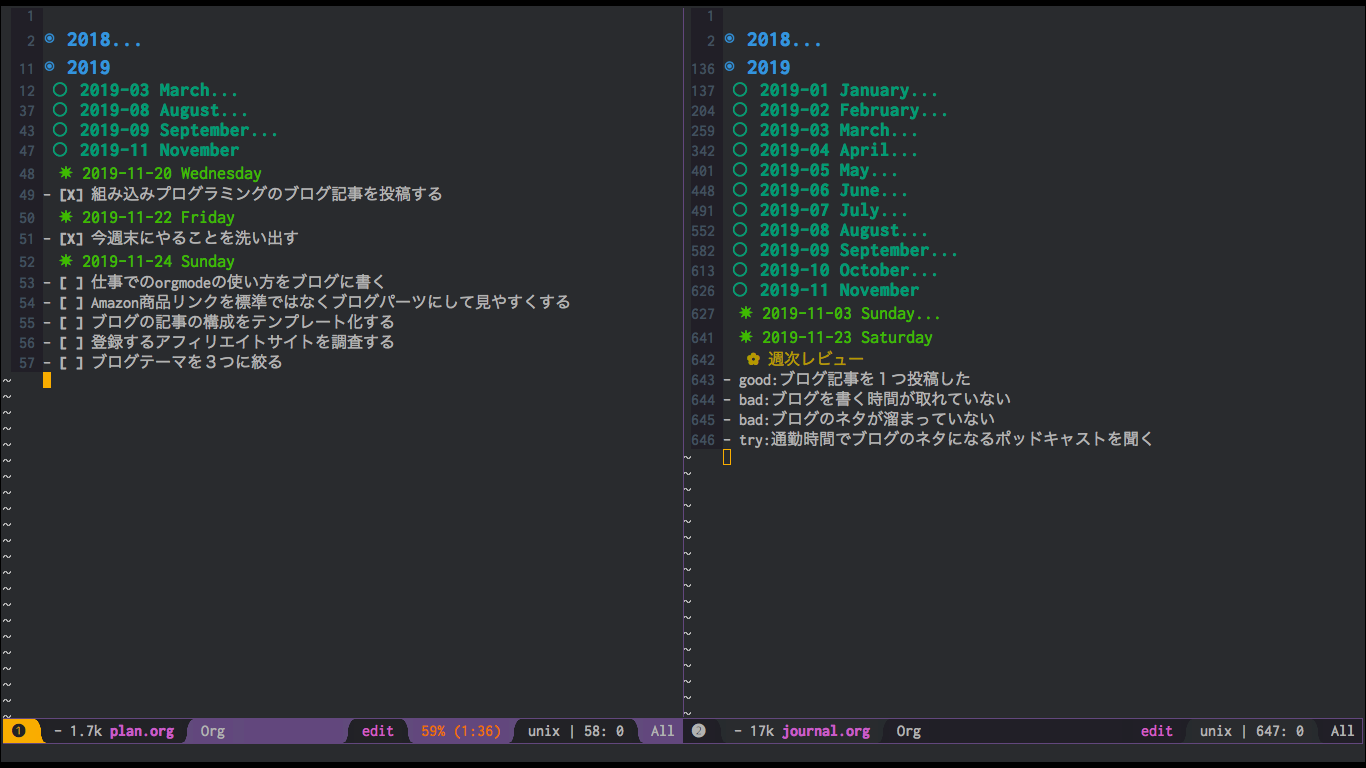 1
2 2018...
11 2019
12 2019-03 March...
37 2019-08 August...
43 2019-09 September...
47 2019-11 November
48 2019-11-20 Wednesday
49 - [X] 組み込みプログラミングのブログ記事を投稿する
50 2019-11-22 Friday
51 - [X] 今週末にやることを洗い出す
52 2019-11-24 Sunday
53 - [ ] 仕事でのorgmodeの使い方をブログに書く
54 - [ ] Amazon商品リンクを標準ではなくブログパーツにして見やすくする
55 - [ ] ブログの記事の構成をテンプレート化する
56 - [ ] 登録するアフィリエイトサイトを調査する
57 - [ ] ブログテーマを３つに絞る
❶ - 1.7k plan.org Org edit 59% (1:36) unix | 58: 0 All
1
2 2018...
136 2019
137 2019-01 January...
204 2019-02 February...
259 2019-03 March...
342 2019-04 April...
401 2019-05 May...
448 2019-06 June...
491 2019-07 July...
552 2019-08 August...
582 2019-09 September...
613 2019-10 October...
626 2019-11 November
627 2019-11-03 Sunday...
641 2019-11-23 Saturday
642 週次レビュー
643 - good:ブログ記事を１つ投稿した
644 - bad:ブログを書く時間が取れていない
645 - bad:ブログのネタが溜まっていない
646 - try:通勤時間でブログのネタになるポッドキャストを聞く
❷ - 17k journal.org Org edit unix | 647: 0 All